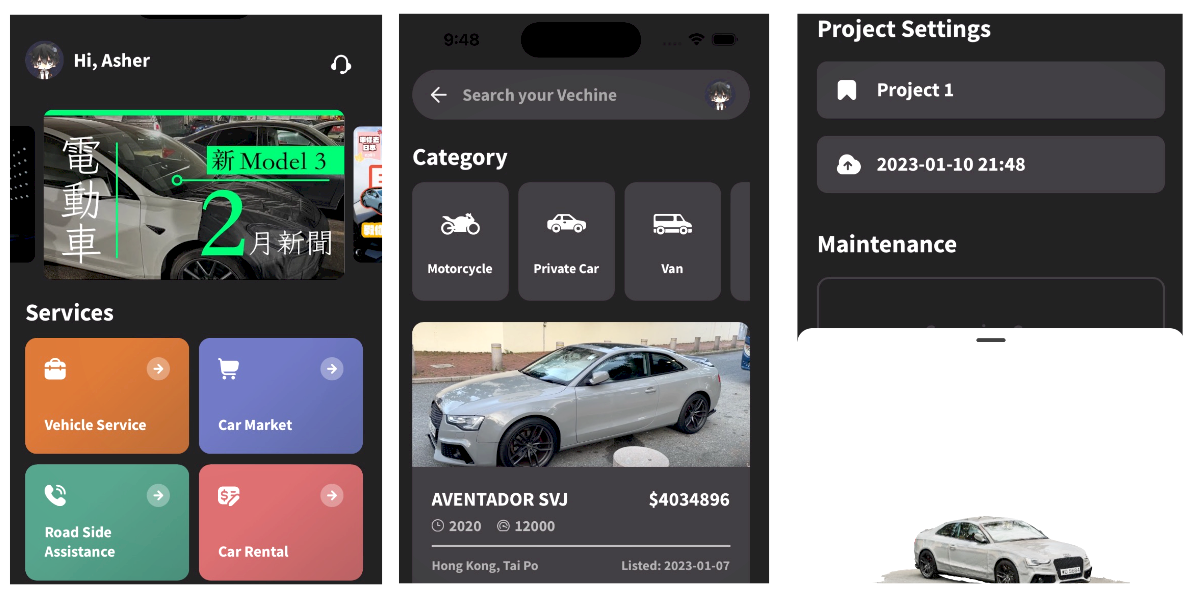 Hi, Asher
電動車
新 Model 3
2月新聞
Services
Vehicle Service
Car Market
Road Side
Assistance
Car Rental
9:48
Search your Vechine
Category
Motorcycle
Private Car
Van
AVENTADOR SVJ
$4034896
2020
12000
Hong Kong, Tai Po
Listed: 2023-01-07
Project Settings
Project 1
2023-01-10 21:48
Maintenance